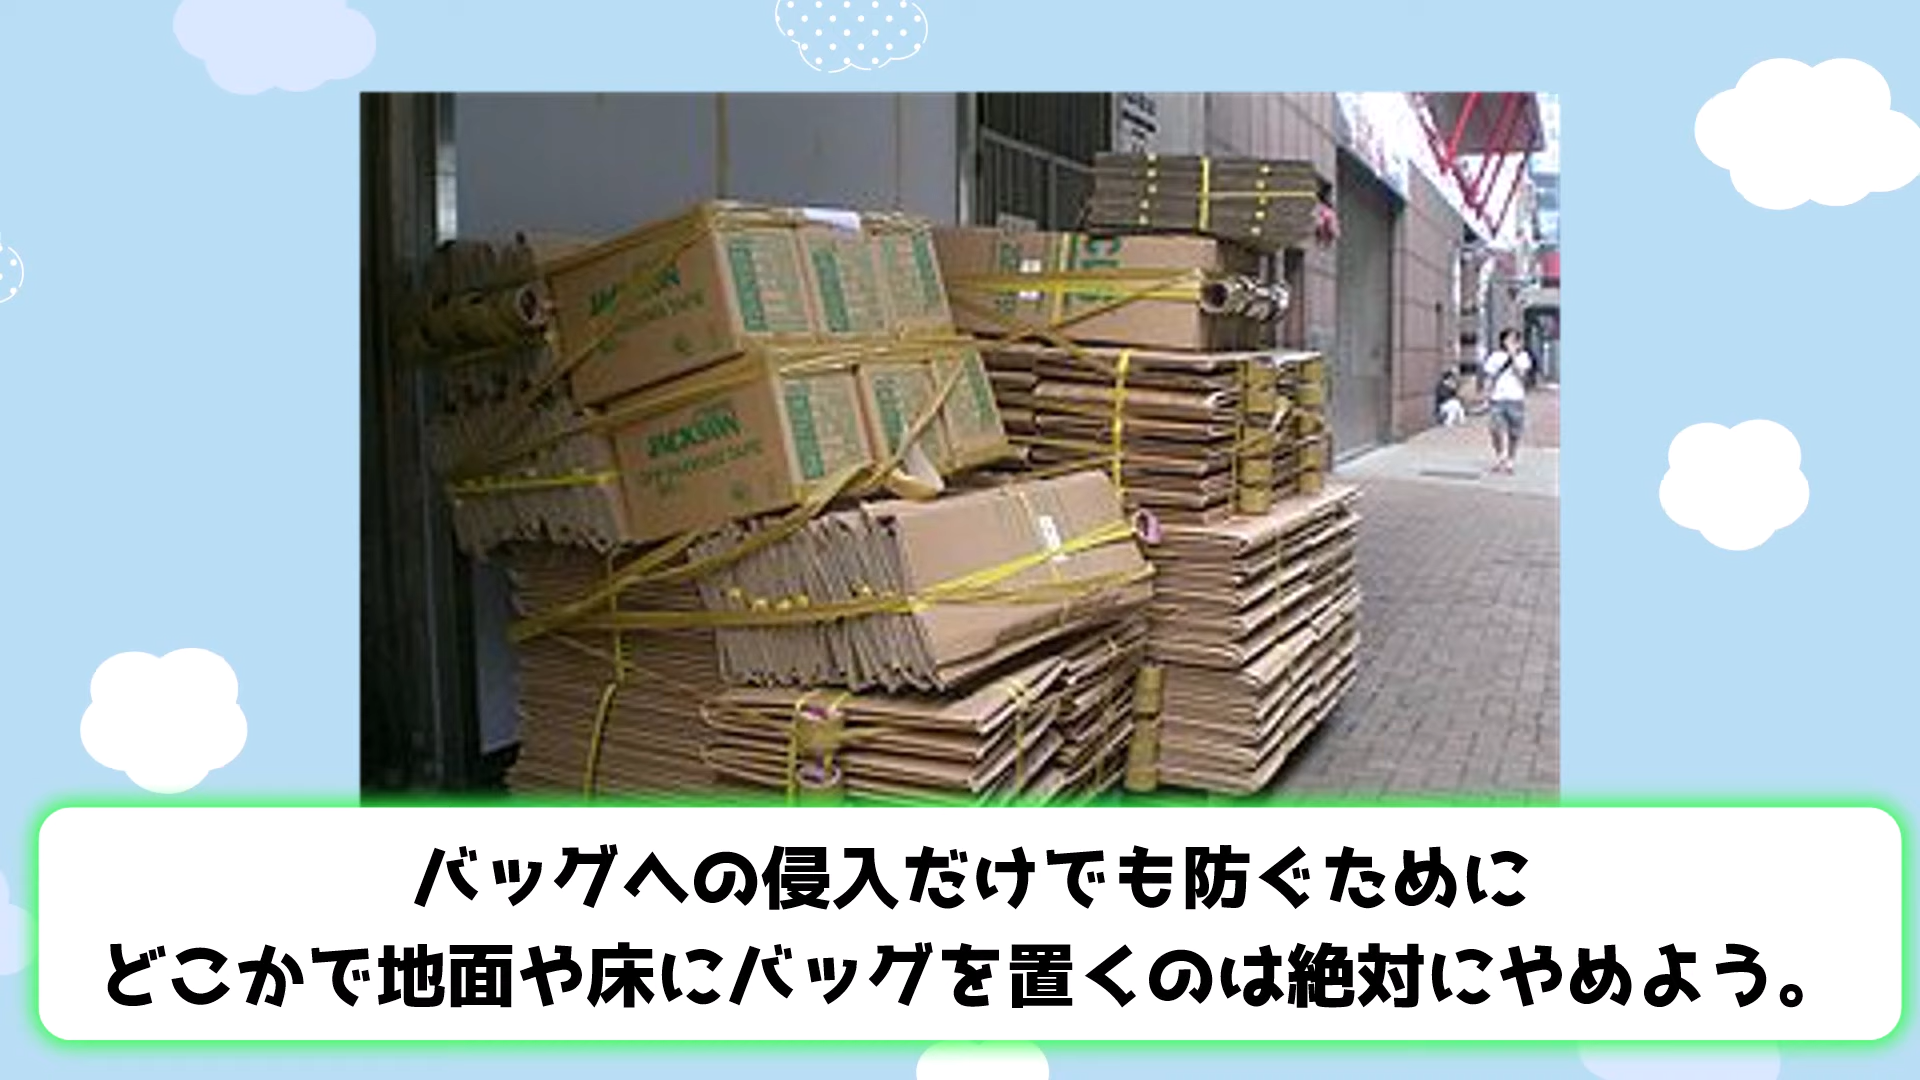 JACKSON
バッグへの侵入だけでも防ぐために
どこかで地面や床にバッグを置くのは絶対にやめよう。